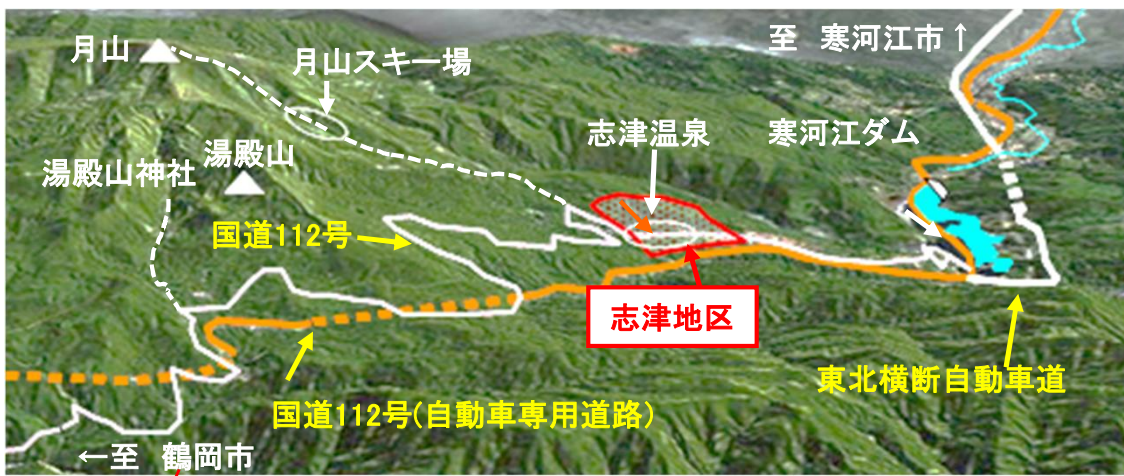 月山
月山スキー場
至 寒河江市↑
志津温泉
寒河江ダム
湯殿山
湯殿山神社
国道112号
志津地区
東北横断自動車道
国道112号(自動車専用道路)
←至 鶴岡市